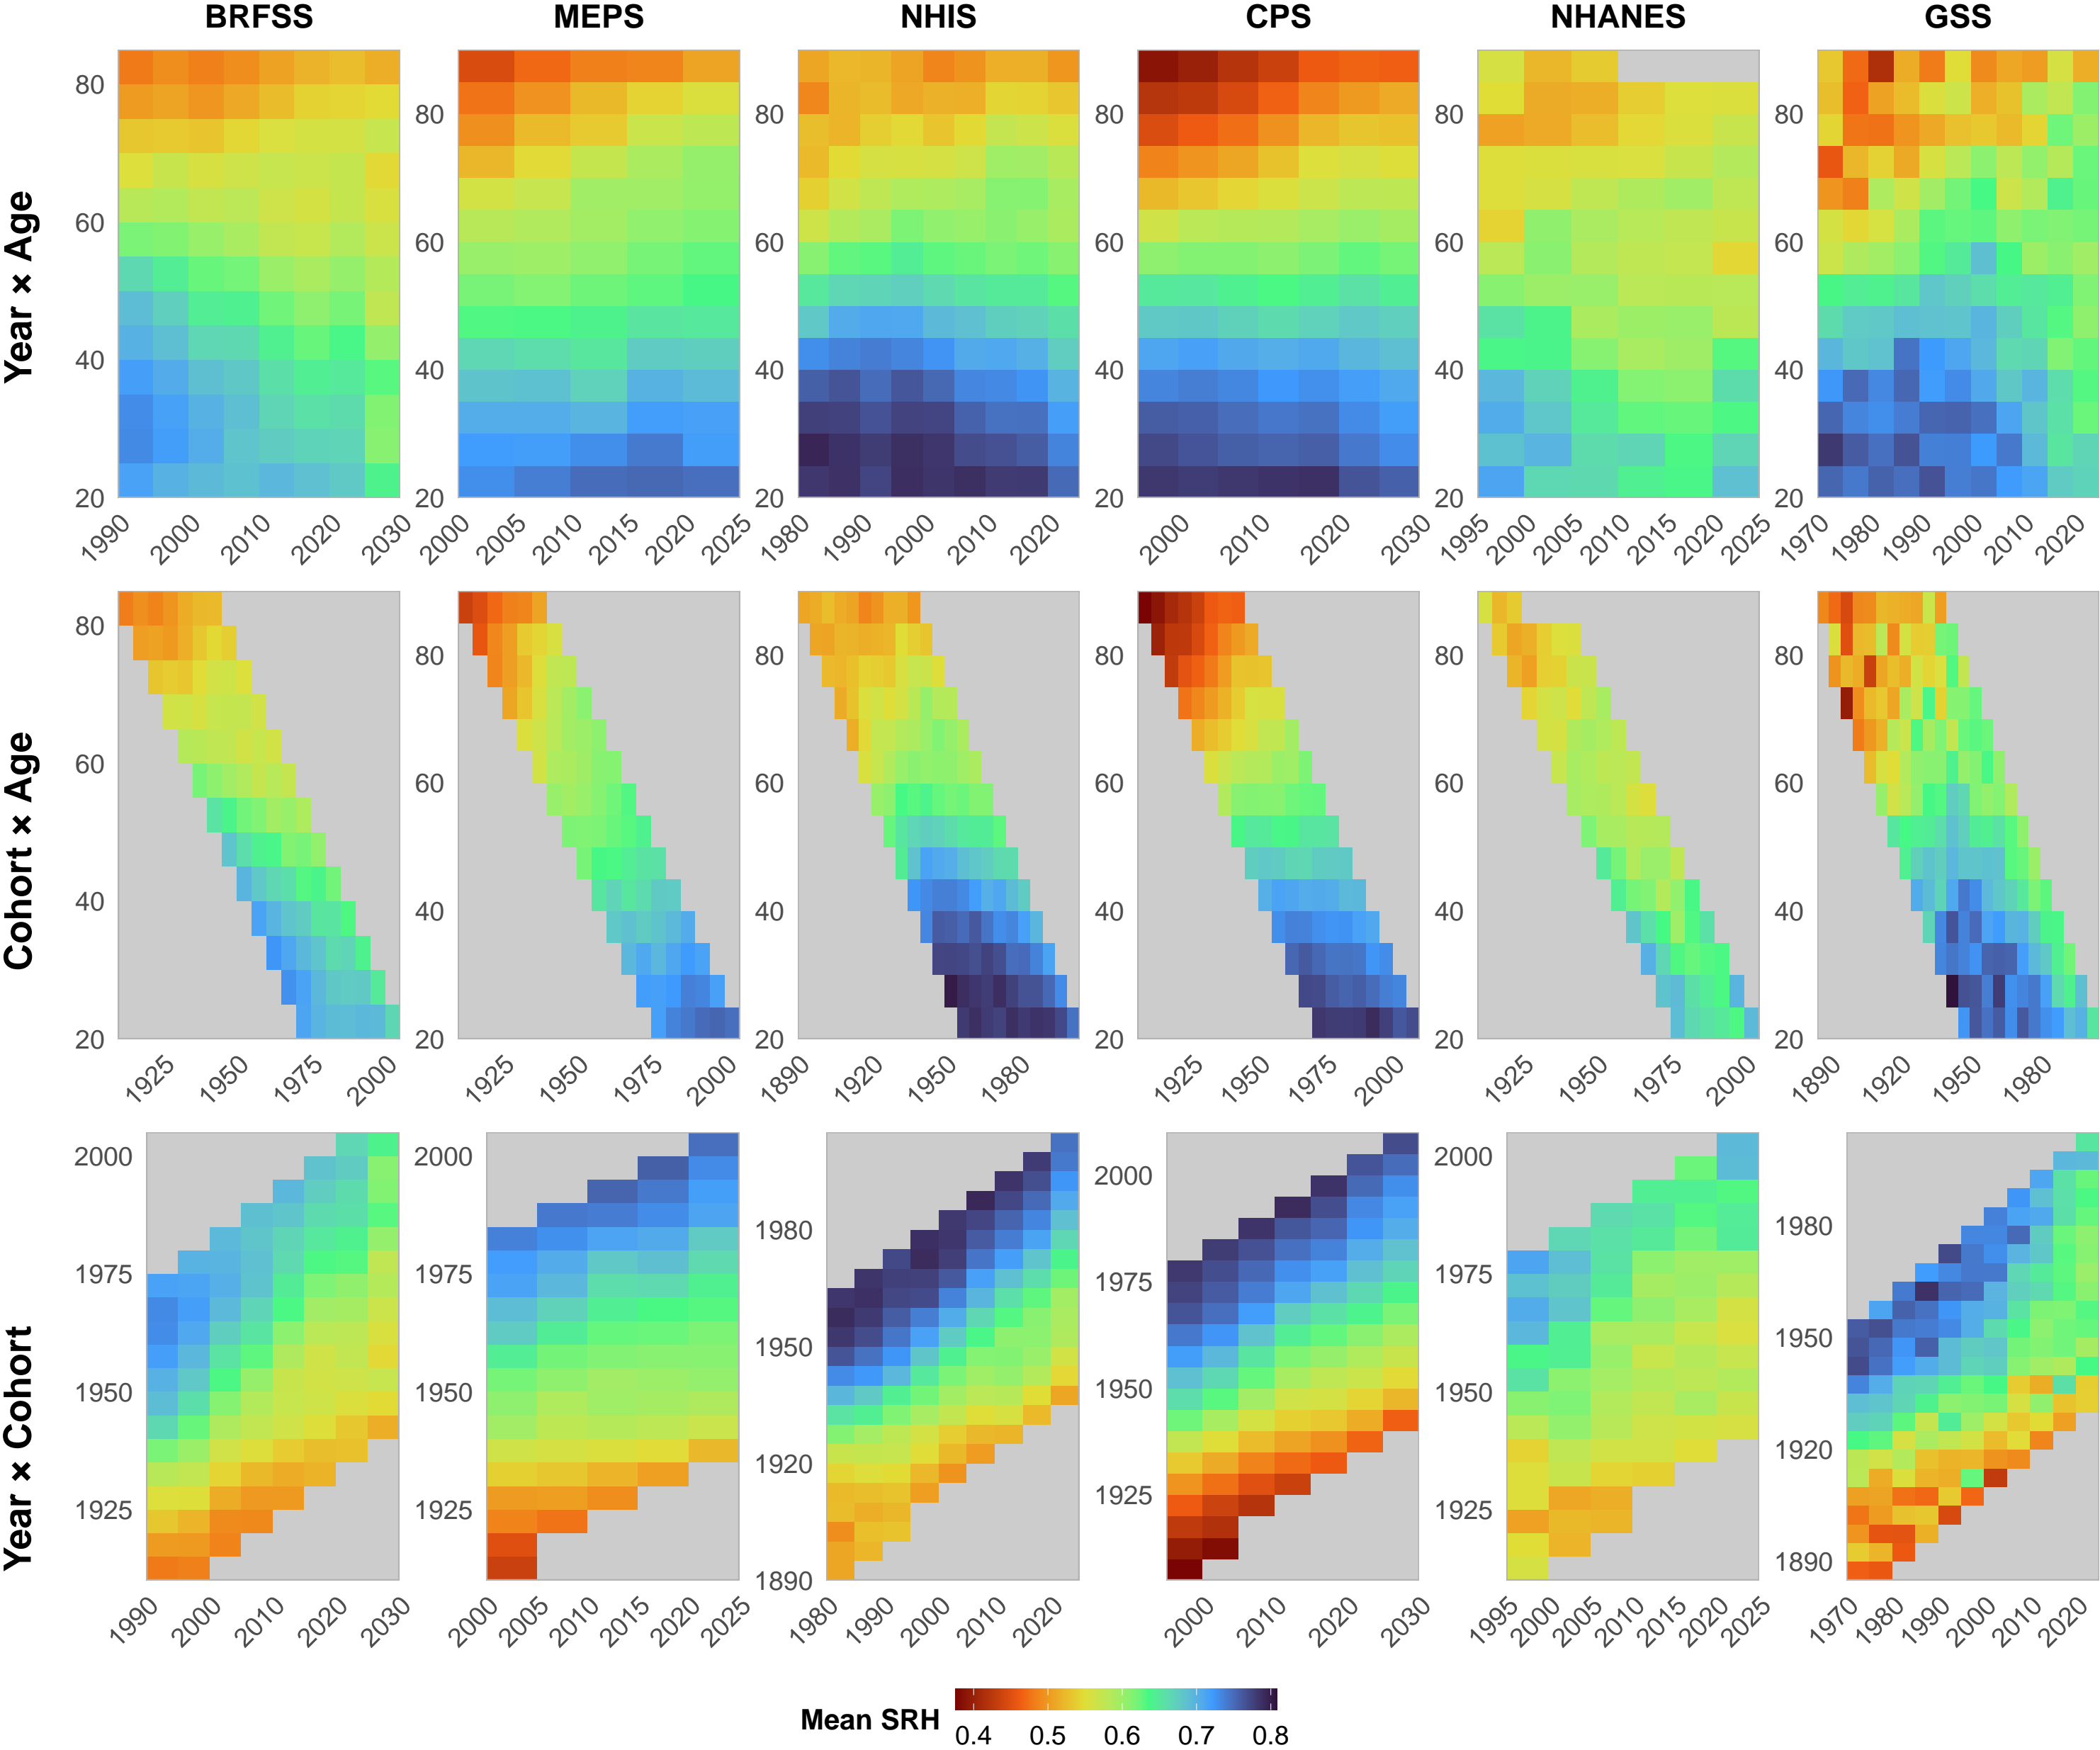 BRFSS MEPS NHIS CPS NHANES GSS
Year × Age
80 60 40 20
80 60 40 20
80 60 40 20
80 60 40 20
80 60 40 20
80 60 40 20
1990 2000 2010 2020 2030
2000 2005 2010 2015 2020 2025
1980 1990 2000 2010 2020
2000 2010 2020 2030
1995 2000 2005 2010 2015 2020 2025
1970 1980 1990 2000 2010 2020
Cohort × Age
80 60 40 20
80 60 40 20
80 60 40 20
80 60 40 20
80 60 40 20
80 60 40 20
1925 1950 1975 2000
1925 1950 1975 2000
1890 1920 1950 1980
1925 1950 1975 2000
1925 1950 1975 2000
1890 1920 1950 1980
Year × Cohort
2000 1975 1950 1925
2000 1975 1950 1925
1980 1950 1920 1890
2000 1975 1950 1925
2000 1975 1950 1925
1980 1950 1920 1890
1990 2000 2010 2020 2030
2000 2005 2010 2015 2020 2025
1980 1990 2000 2010 2020
2000 2010 2020 2030
1995 2000 2005 2010 2015 2020 2025
1970 1980 1990 2000 2010 2020
Mean SRH
0.4 0.5 0.6 0.7 0.8